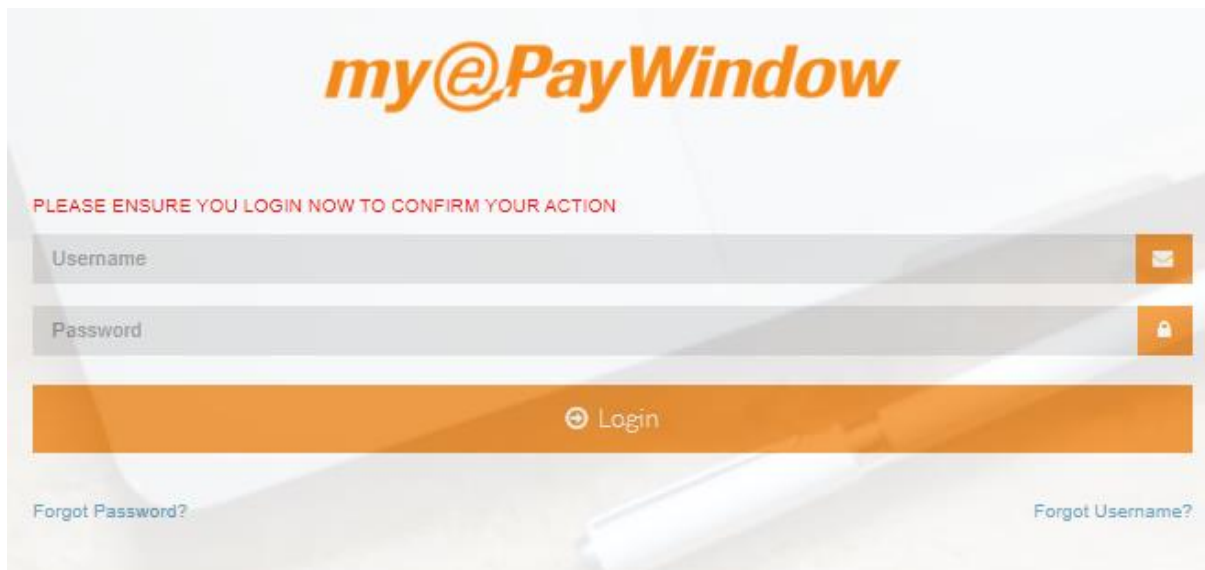 my@PayWindow
PLEASE ENSURE YOU LOGIN NOW TO CONFIRM YOUR ACTION
Username
Password
Login
Forgot Password?
Forgot Username?